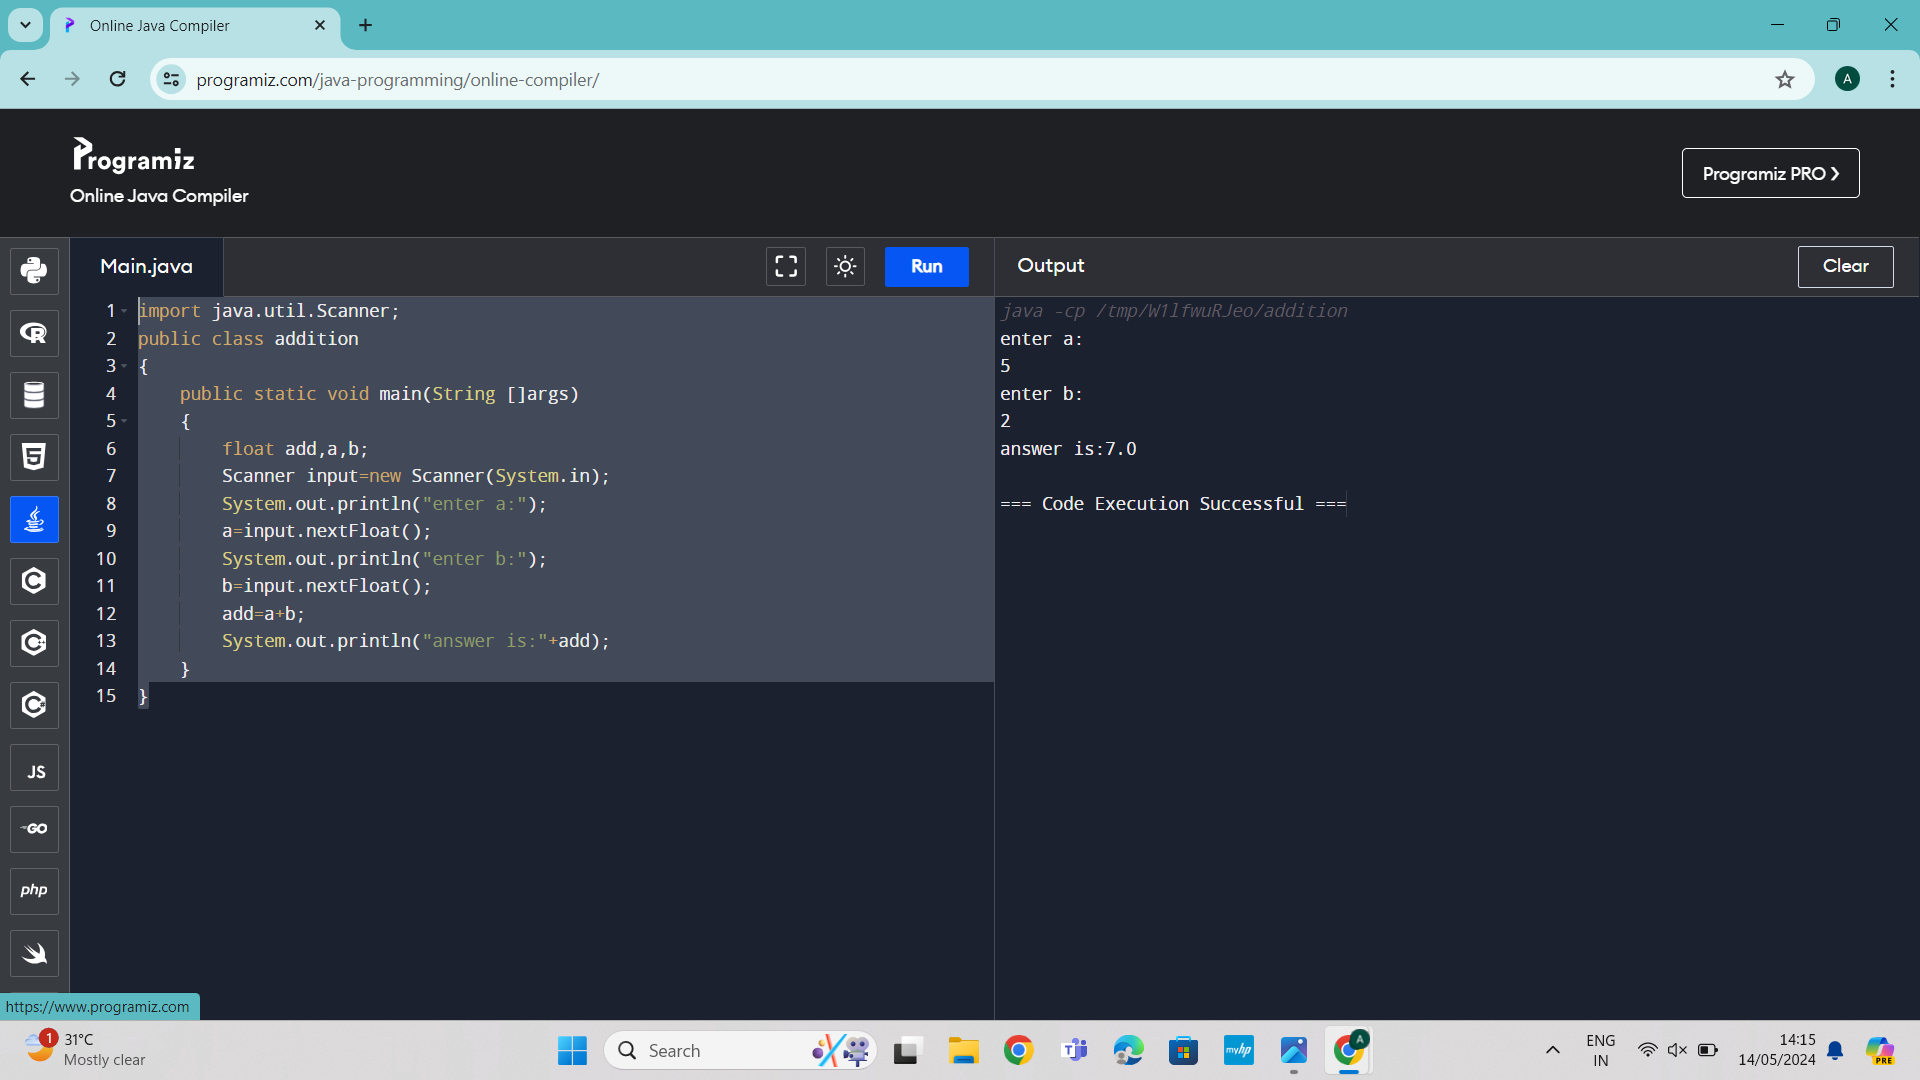 Online Java Compiler
programiz.com/java-programming/online-compiler/
A
Programiz
Online Java Compiler
Programiz PRO ❯
Main.java
Run
Output
Clear
1 import java.util.Scanner;
2 public class addition
3 {
4     public static void main(String []args)
5     {
6         float add,a,b;
7         Scanner input=new Scanner(System.in);
8         System.out.println("enter a:");
9         a=input.nextFloat();
10         System.out.println("enter b:");
11         b=input.nextFloat();
12         add=a+b;
13         System.out.println("answer is:"+add);
14     }
15 }
java -cp /tmp/W1lfwuRJeo/addition
enter a:
5
enter b:
2
answer is:7.0
=== Code Execution Successful ===
R
5
C
C
C
JS
GO
php
https://www.programiz.com
1
31°C
Mostly clear
Search
T
myhp
A
ENG
IN
14:15
14/05/2024
PRE